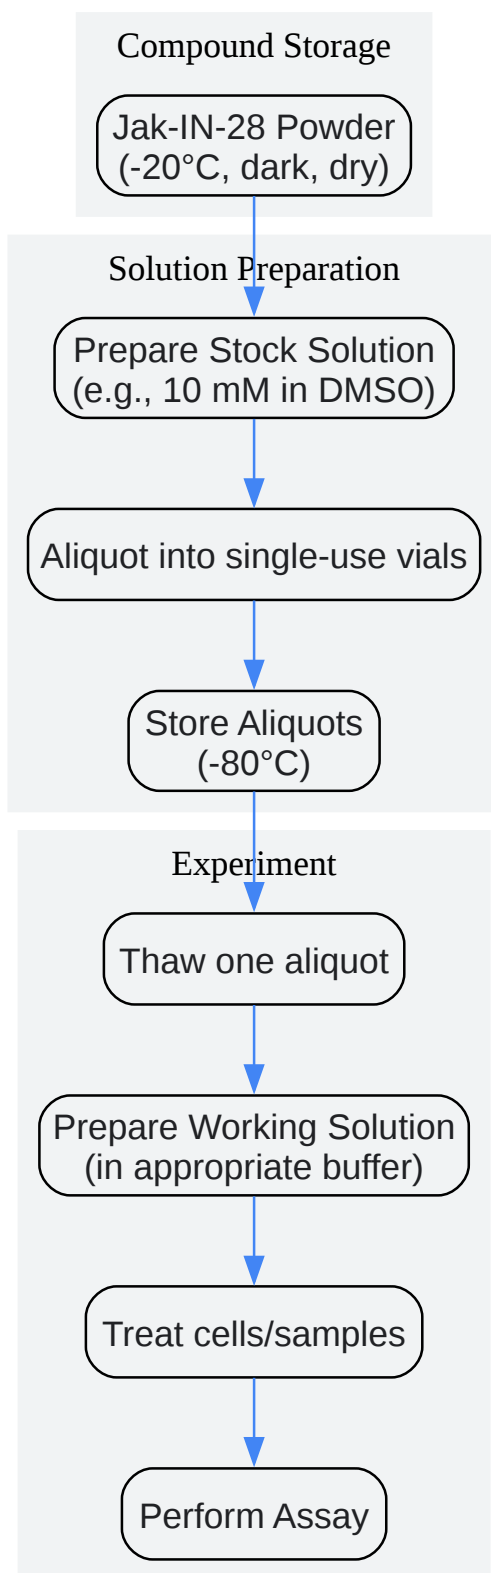 Compound Storage
Jak-IN-28 Powder
(-20°C, dark, dry)
Solution Preparation
Prepare Stock Solution
(e.g., 10 mM in DMSO)
Aliquot into single-use vials
Store Aliquots
(-80°C)
Experiment
Thaw one aliquot
Prepare Working Solution
(in appropriate buffer)
Treat cells/samples
Perform Assay